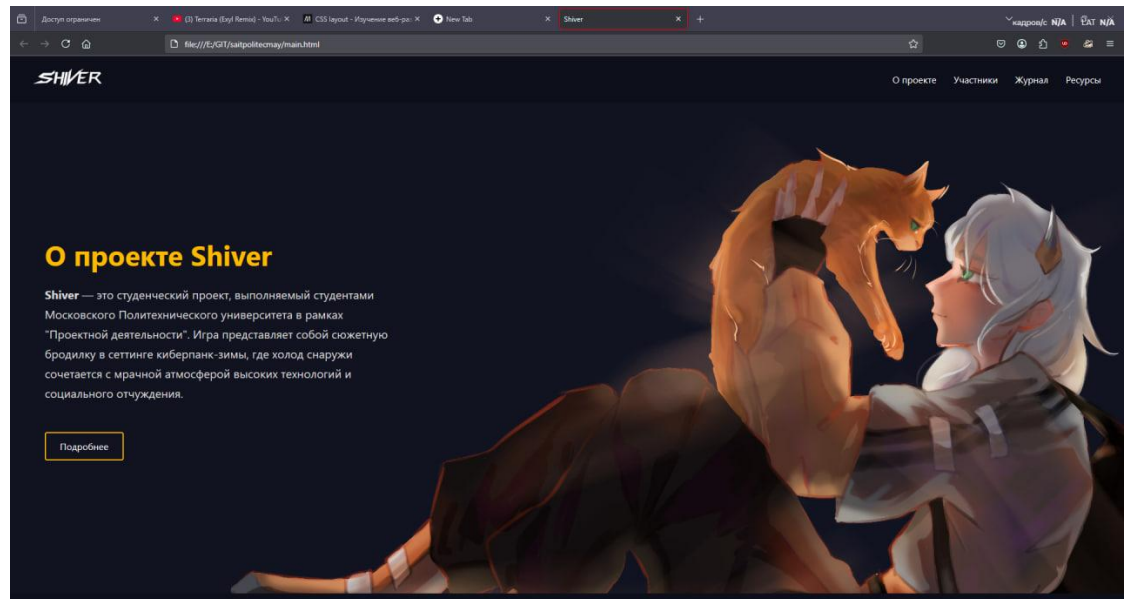 Доступ ограничен
(3) Terraria (Exyl Remix) – YouTu
CSS layout - Изучение веб-раз
New Tab
Shiver
кадров/с N/A
LAT N/A
file:///E:/GIT/saitpolitecmay/main.html
SHIVER
О проекте Участники Журнал Ресурсы
О проекте Shiver
Shiver — это студенческий проект, выполняемый студентами
Московского Политехнического университета в рамках
"Проектной деятельности". Игра представляет собой сюжетную
бродилку в сеттинге киберпанк-зимы, где холод снаружи
сочетается с мрачной атмосферой высоких технологий и
социального отчуждения.
Подробнее